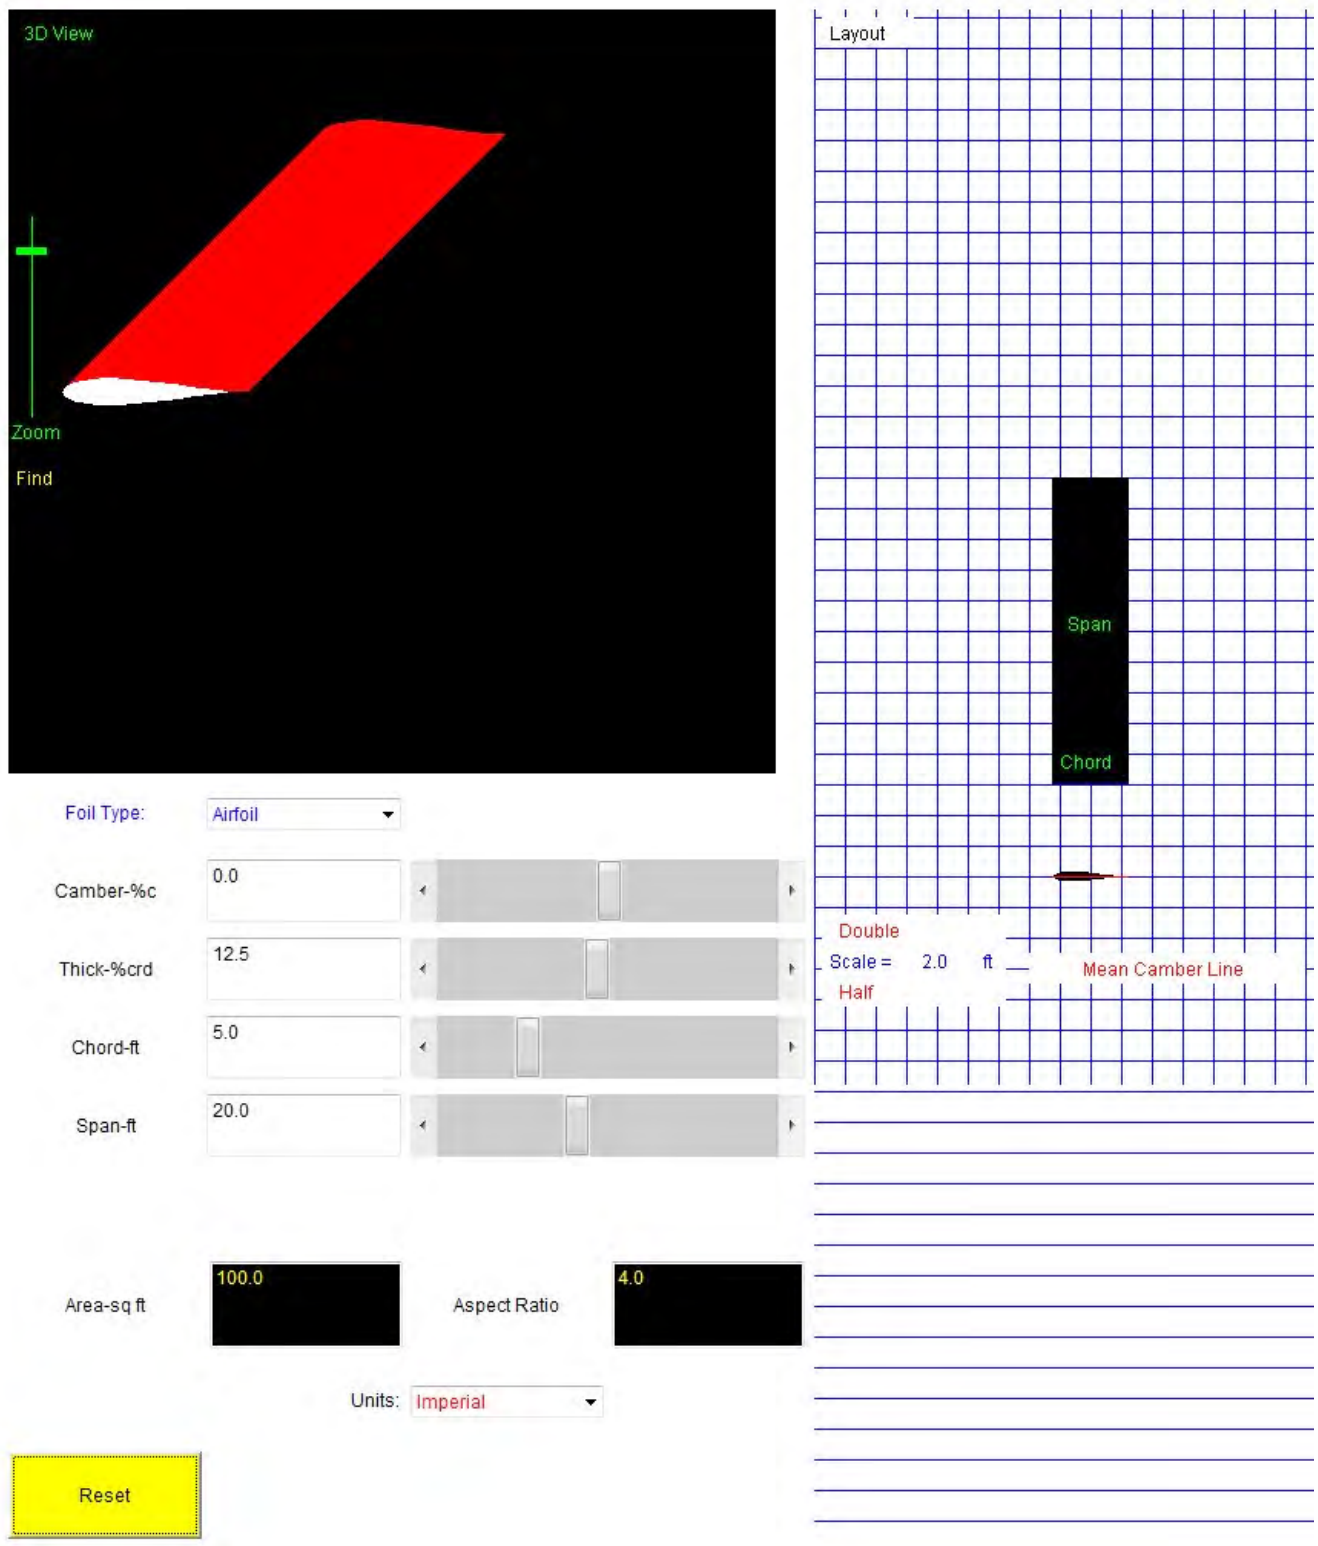 3D View
Zoom
Find
Layout
Span
Chord
Double
Scale = 2.0 ft
Half
Mean Camber Line
Foil Type: Airfoil
Camber-%c 0.0
Thick-%crd 12.5
Chord-ft 5.0
Span-ft 20.0
Area-sq ft 100.0 Aspect Ratio 4.0
Units: Imperial
Reset